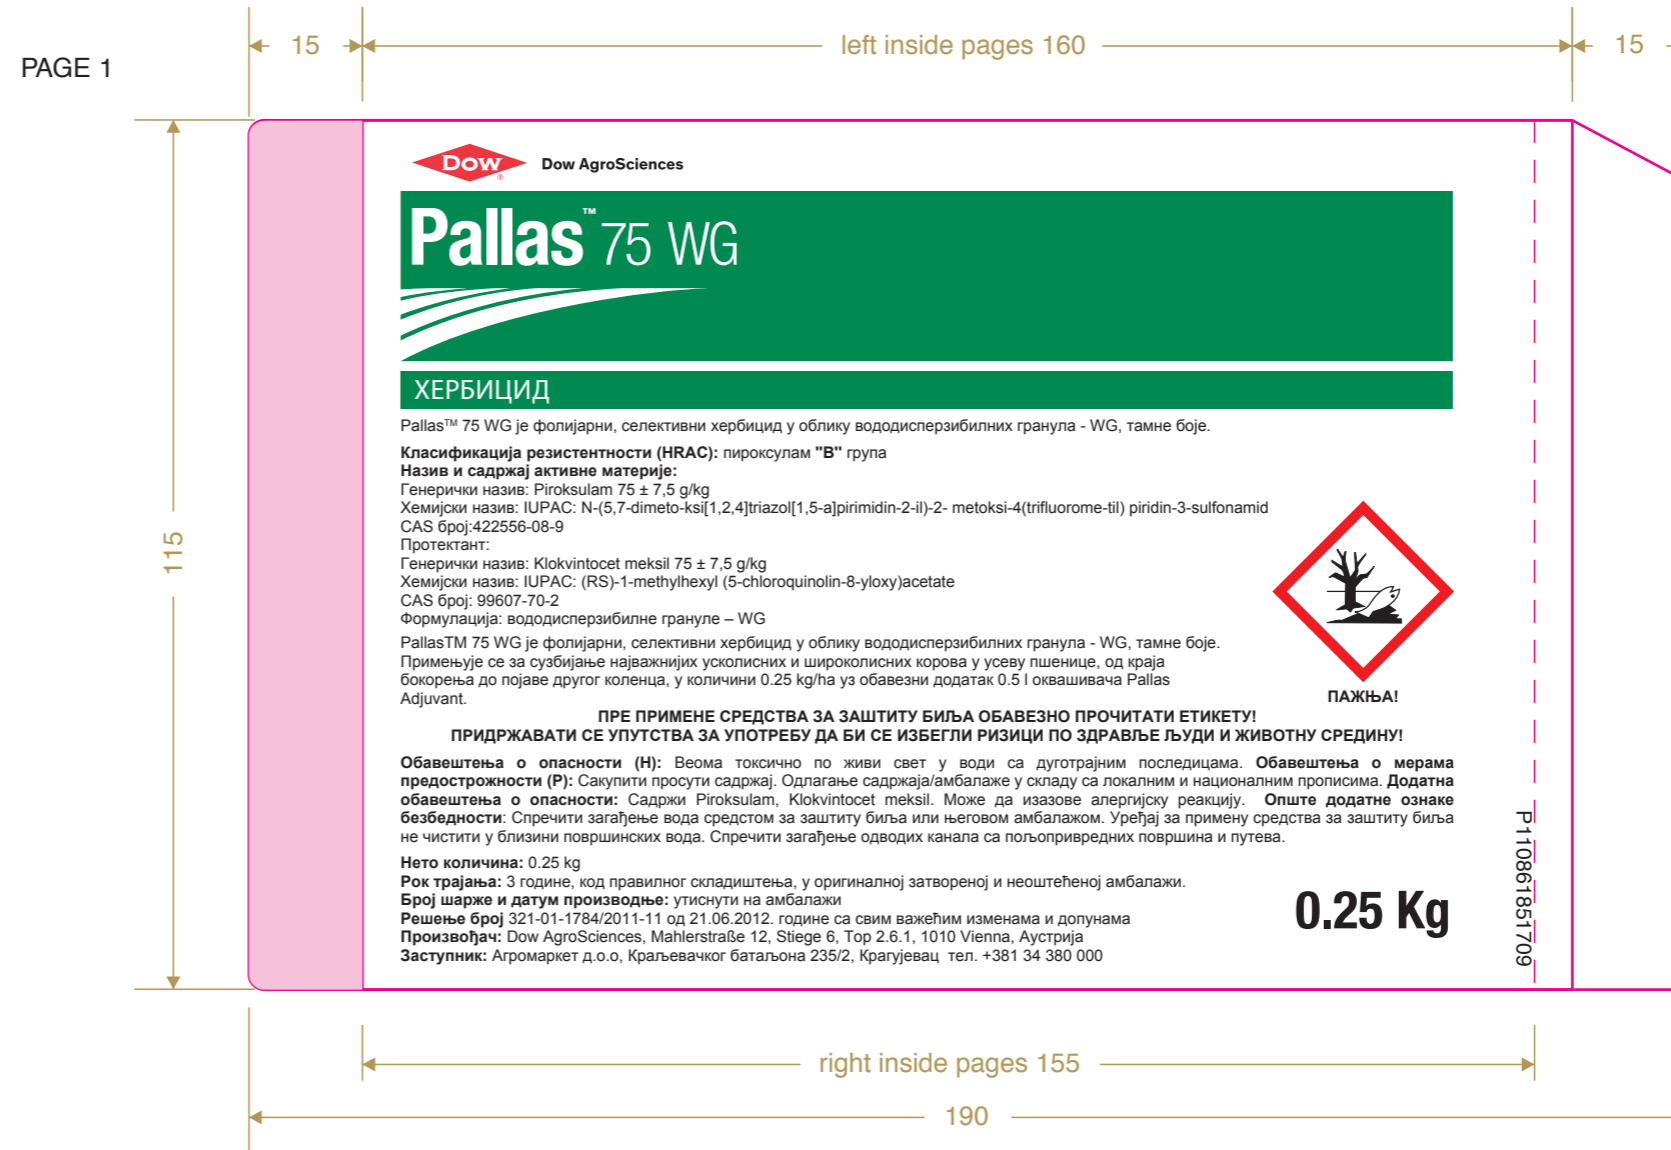 PAGE 1
15
left inside pages 160
15
115
DOW
Dow AgroSciences
Pallas™ 75 WG
ХЕРБИЦИД
Pallas™ 75 WG је фолијарни, селективни хербицид у облику вододисперзибилних гранула - WG, тамне боје.
Класификација резистентности (HRAC): пироксулам "B" група
Назив и садржај активне материје:
Генерички назив: Piroksulam 75 ± 7,5 g/kg
Хемијски назив: IUPAC: N-(5,7-dimeto-ksi[1,2,4]triazol[1,5-a]pirimidin-2-il)-2- metoksi-4(trifluorome-til) piridin-3-sulfonamid
CAS број:422556-08-9
Протектант:
Генерички назив: Klokvintocet meksil 75 ± 7,5 g/kg
Хемијски назив: IUPAC: (RS)-1-methylhexyl (5-chloroquinolin-8-yloxy)acetate
CAS број: 99607-70-2
Формулација: вододисперзибилне грануле – WG
PallasTM 75 WG је фолијарни, селективни хербицид у облику вододисперзибилних гранула - WG, тамне боје.
Примењује се за сузбијање најважнијих усколисних и широколисних корова у усеву пшенице, од краја
бокорења до појаве другог коленца, у количини 0.25 kg/ha уз обавезни додатак 0.5 l оквашивача Pallas
Adjuvant.
ПАЖЊА!
ПРЕ ПРИМЕНЕ СРЕДСТВА ЗА ЗАШТИТУ БИЉА ОБАВЕЗНО ПРОЧИТАТИ ЕТИКЕТУ!
ПРИДРЖАВАТИ СЕ УПУТСТВА ЗА УПОТРЕБУ ДА БИ СЕ ИЗБЕГЛИ РИЗИЦИ ПО ЗДРАВЉЕ ЉУДИ И ЖИВОТНУ СРЕДИНУ!
Обавештења о опасности (H): Веома токсично по живи свет у води са дуготрајним последицама. Обавештења о мерама
предострожности (P): Сакупити просути садржај. Одлагање садржаја/амбалаже у складу са локалним и националним прописима. Додатна
обавештења о опасности: Садржи Piroksulam, Klokvintocet meksil. Може да изазове алергијску реакцију. Опште додатне ознаке
безбедности: Спречити загађење вода средстом за заштиту биља или његовом амбалажом. Уређај за примену средства за заштиту биља
не чистити у близини површинских вода. Спречити загађење одводих канала са пољопривредних површина и путева.
Нето количина: 0.25 kg
Рок трајања: 3 године, код правилног складиштења, у оригиналној затвореној и неоштећеној амбалажи.
Број шарже и датум производње: утиснути на амбалажи
Решење број 321-01-1784/2011-11 од 21.06.2012. године са свим важећим изменама и допунама
Произвођач: Dow AgroSciences, Mahlerstraße 12, Stiege 6, Top 2.6.1, 1010 Vienna, Аустрија
Заступник: Агромаркет д.о.о, Краљевачког батаљона 235/2, Крагујевац тел. +381 34 380 000
0.25 Kg
P110861851709
right inside pages 155
190